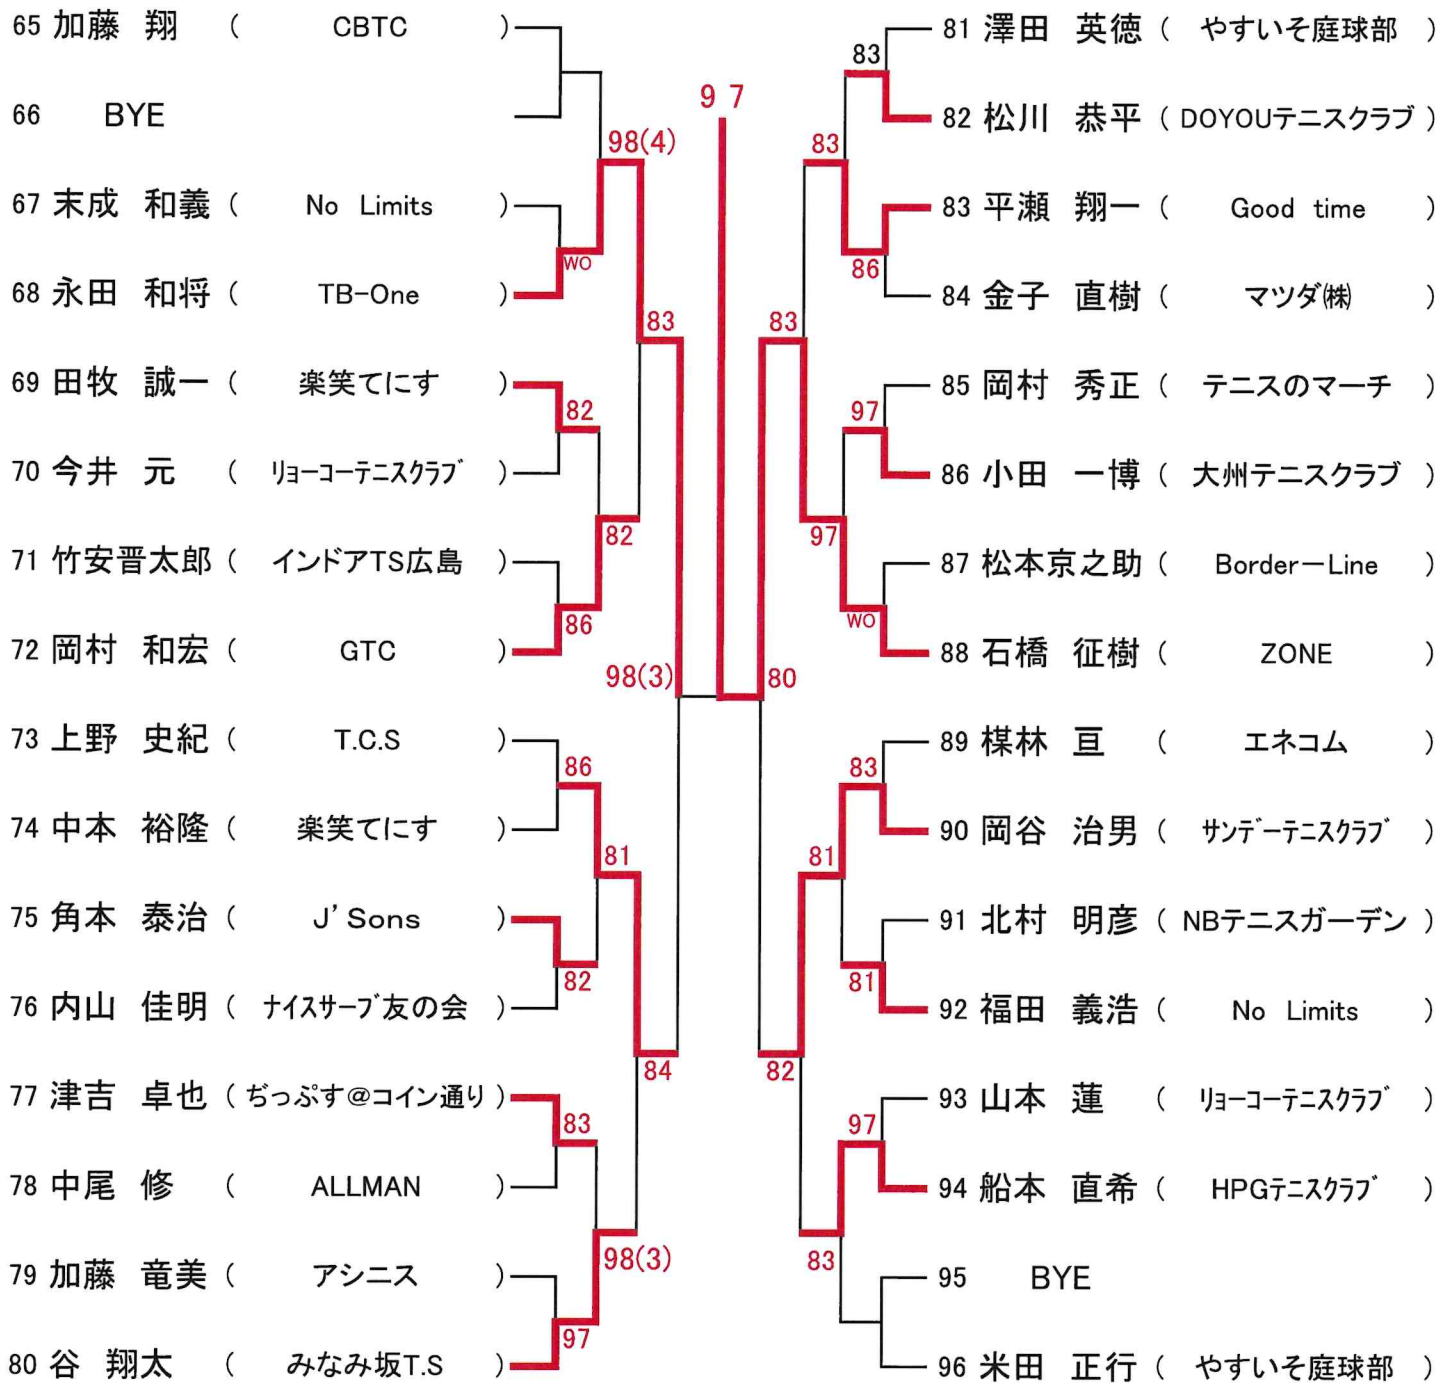 65 加藤 翔 ( CBTC )
66 BYE
67 末成 和義 ( No Limits )
68 永田 和将 ( TB-One )
69 田牧 誠一 ( 楽笑てにす )
70 今井 元 ( リョーコーテニスクラブ )
71 竹安晋太郎 ( インドアTS広島 )
72 岡村 和宏 ( GTC )
73 上野 史紀 ( T.C.S )
74 中本 裕隆 ( 楽笑てにす )
75 角本 泰治 ( J'Sons )
76 内山 佳明 ( ナイスサーブ友の会 )
77 津吉 卓也 ( ぢっぷす@コイン通り )
78 中尾 修 ( ALLMAN )
79 加藤 竜美 ( アシニス )
80 谷 翔太 ( みなみ坂T.S )
WO
82
86
86
82
83
97
98(4)
82
81
98(3)
83
84
98(3)
9 7
80
83
82
83
97
81
83
83
86
97
WO
83
81
97
81 澤田 英徳 ( やすいそ庭球部 )
82 松川 恭平 ( DOYOUテニスクラブ )
83 平瀬 翔一 ( Good time )
84 金子 直樹 ( マツダ㈱ )
85 岡村 秀正 ( テニスのマーチ )
86 小田 一博 ( 大州テニスクラブ )
87 松本京之助 ( Border－Line )
88 石橋 征樹 ( ZONE )
89 楳林 亘 ( エネコム )
90 岡谷 治男 ( サンデーテニスクラブ )
91 北村 明彦 ( NBテニスガーデン )
92 福田 義浩 ( No Limits )
93 山本 蓮 ( リョーコーテニスクラブ )
94 船本 直希 ( HPGテニスクラブ )
95 BYE
96 米田 正行 ( やすいそ庭球部 )